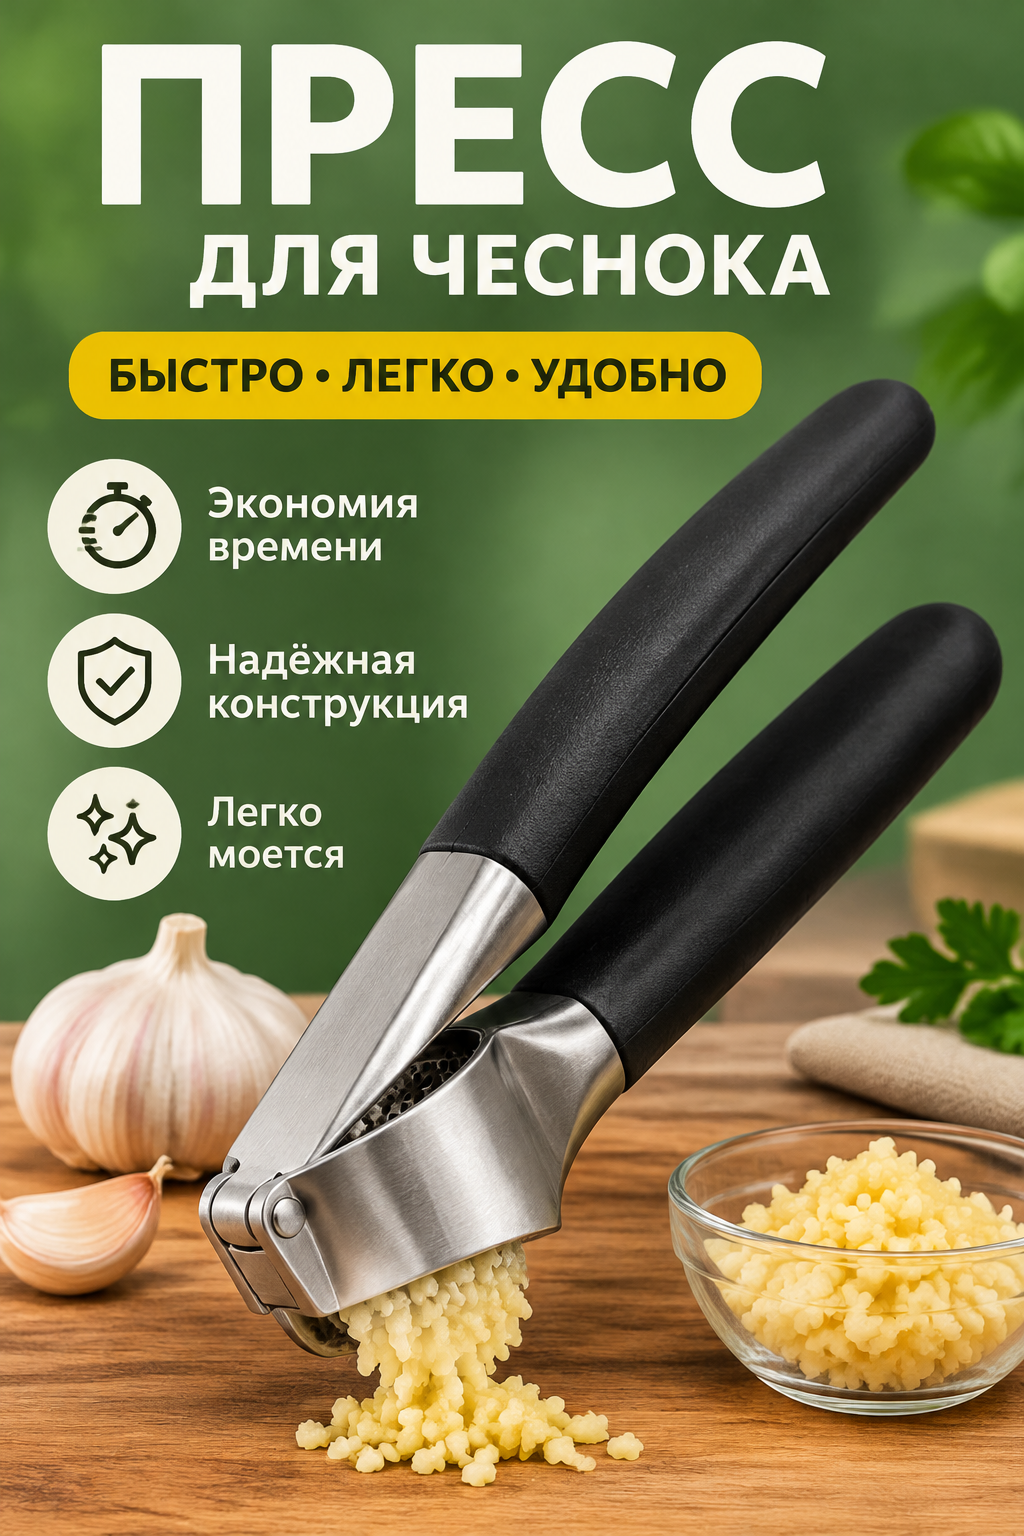 ПРЕСС
ДЛЯ ЧЕСНОКА
БЫСТРО • ЛЕГКО • УДОБНО
Экономия
времени
Надёжная
конструкция
Легко
моется